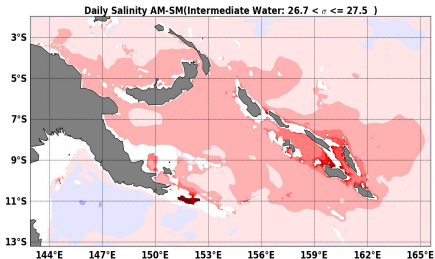 Daily Salinity AM-SM(Intermediate Water: 26.7 < σ <= 27.5 )
3°S
5°S
7°S
9°S
11°S
13°S
144°E 147°E 150°E 153°E 156°E 159°E 162°E 165°E